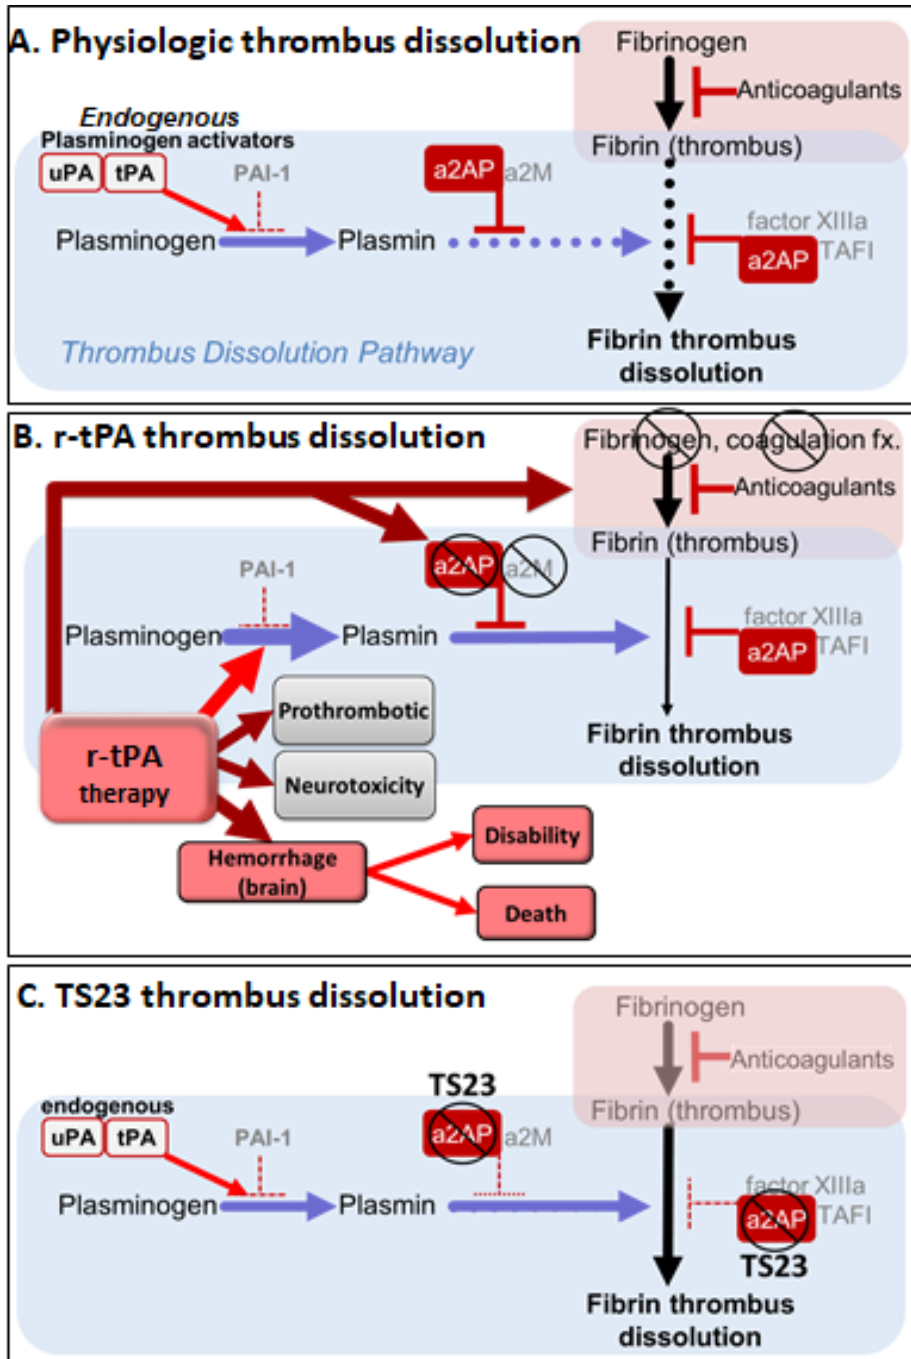 A. Physiologic thrombus dissolution
Fibrinogen
Anticoagulants
Endogenous
Plasminogen activators
uPA tPA
PAI-1
a2AP a2M
Fibrin (thrombus)
Plasminogen
Plasmin
factor XIIIa
a2AP TAFI
Thrombus Dissolution Pathway
Fibrin thrombus
dissolution
B. r-tPA thrombus dissolution
Fibrinogen, coagulation fx.
Anticoagulants
Fibrin (thrombus)
PAI-1
a2AP a2M
Plasminogen
Plasmin
factor XIIIa
a2AP TAFI
Prothrombotic
Fibrin thrombus
dissolution
r-tPA
therapy
Neurotoxicity
Hemorrhage
(brain)
Disability
Death
C. TS23 thrombus dissolution
Fibrinogen
Anticoagulants
TS23
endogenous
uPA tPA
PAI-1
a2AP a2M
Fibrin (thrombus)
Plasminogen
Plasmin
factor XIIIa
a2AP TAFI
TS23
Fibrin thrombus
dissolution